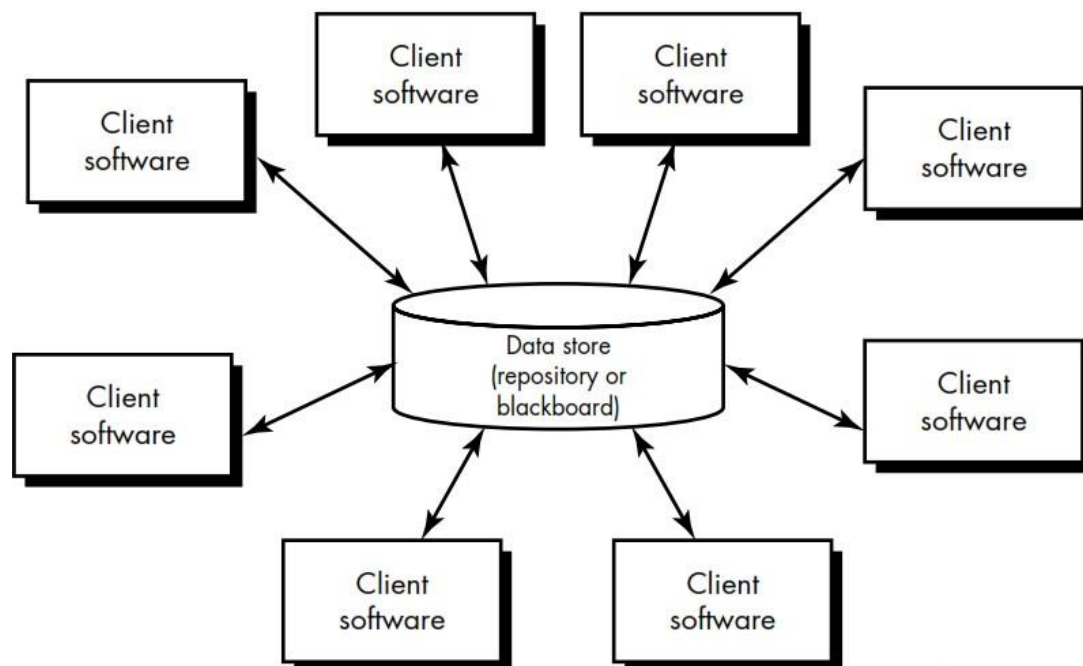 Client
software
Client
software
Client
software
Client
software
Data store
(repository or
blackboard)
Client
software
Client
software
Client
software
Client
software